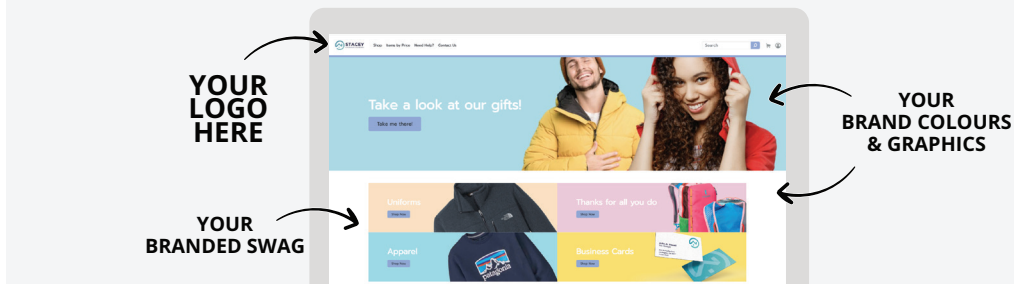 YOUR
LOGO
HERE
STACEY
Shop Items by Price Need Help? Contact Us
Search
Take a look at our gifts!
Take me there!
YOUR
BRAND COLOURS
& GRAPHICS
YOUR
BRANDED SWAG
Uniforms
Shop Now
Thanks for all you do
Shop Now
Apparel
Shop Now
patagonia
Business Cards
Shop Now